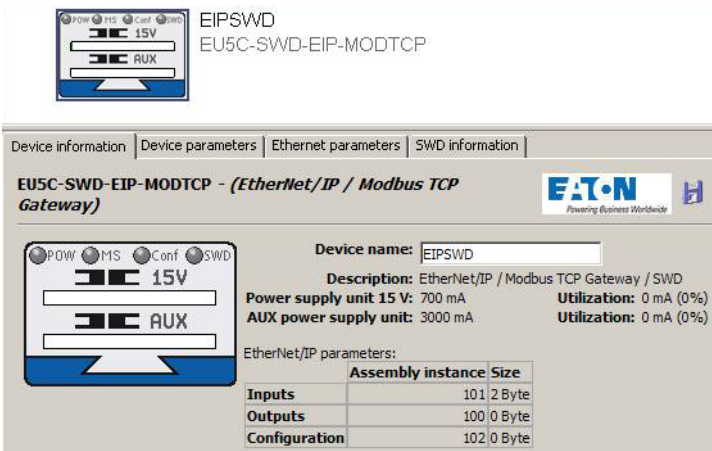 POW MS Conf SWD
15V
AUX
EIPSWD
EU5C-SWD-EIP-MODTCP
Device information Device parameters Ethernet parameters SWD information
EU5C-SWD-EIP-MODTCP - (EtherNet/IP / Modbus TCP
Gateway)
EATON
Powering Business Worldwide
POW MS Conf SWD
15V
AUX
Device name: EIPSWD
Description: EtherNet/IP / Modbus TCP Gateway / SWD
Power supply unit 15 V: 700 mA Utilization: 0 mA (0%)
AUX power supply unit: 3000 mA Utilization: 0 mA (0%)
EtherNet/IP parameters:
Assembly instance Size
Inputs 101 2 Byte
Outputs 100 0 Byte
Configuration 102 0 Byte